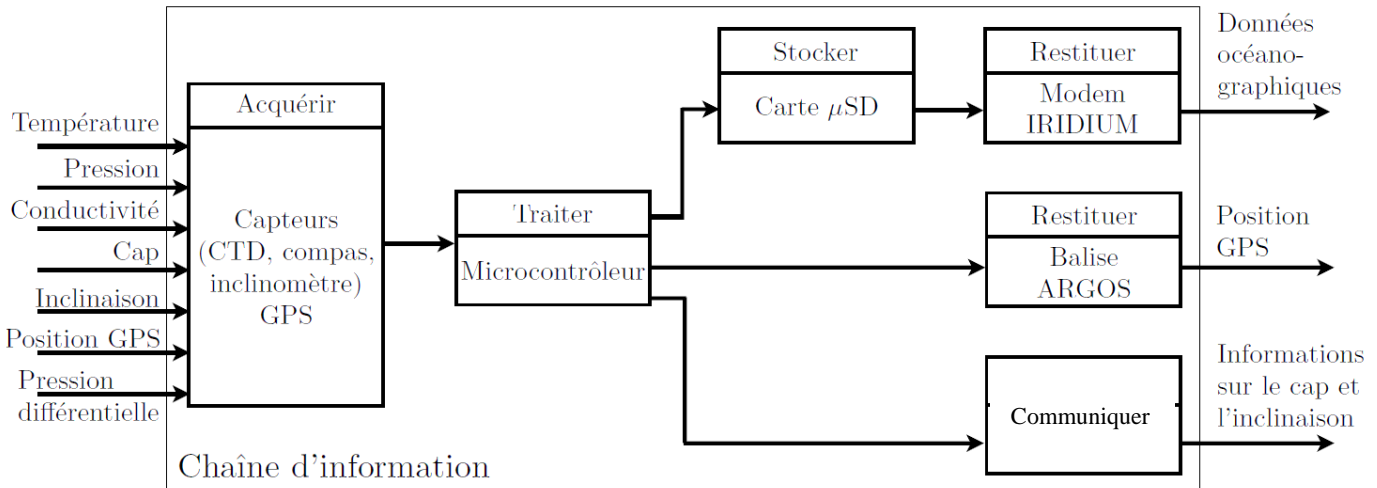 Température
Pression
Conductivité
Cap
Inclinaison
Position GPS
Pression
différentielle
Acquérir
Capteurs
(CTD, compas,
inclinomètre)
GPS
Traiter
Microcontrôleur
Stocker
Carte μSD
Restituer
Modem
IRIDIUM
Données
océano-
graphiques
Restituer
Balise
ARGOS
Position
GPS
Communiquer
Informations
sur le cap et
l'inclinaison
Chaîne d'information